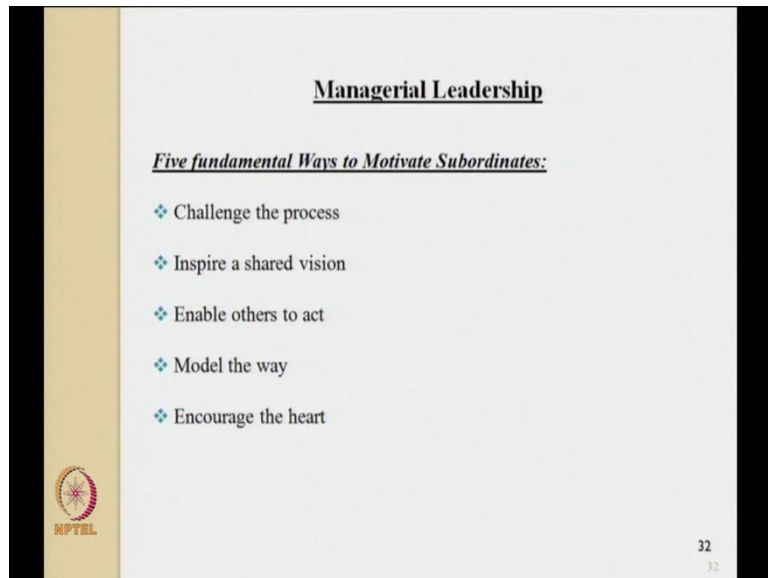 Managerial Leadership
Five fundamental Ways to Motivate Subordinates:
Challenge the process
Inspire a shared vision
Enable others to act
Model the way
Encourage the heart
NPTEL
32
32